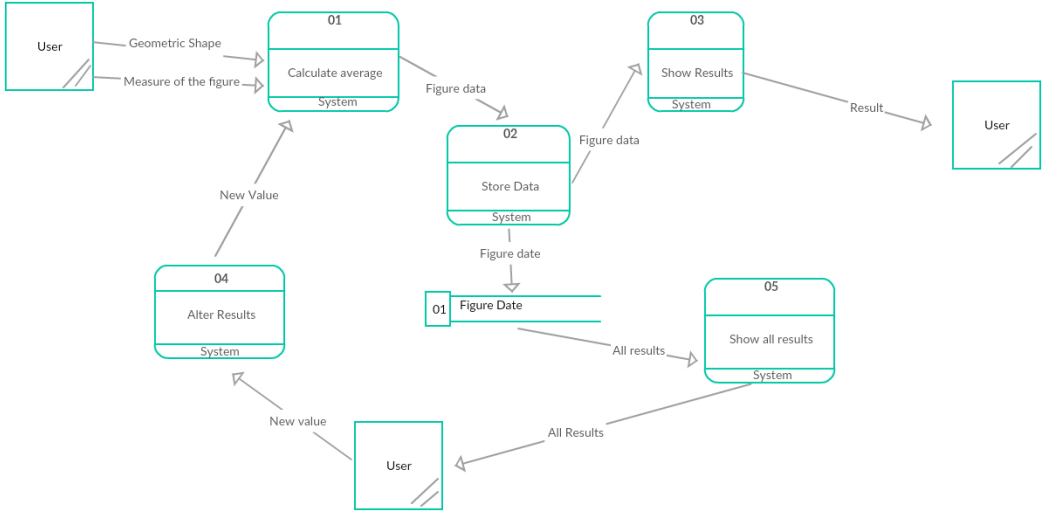 User
Geometric Shape
Measure of the figure
01
Calculate average
System
Figure data
02
Store Data
System
Figure data
03
Show Results
System
Result
User
New Value
04
Alter Results
System
Figure date
01
Figure Date
All results
05
Show all results
System
All Results
New value
User